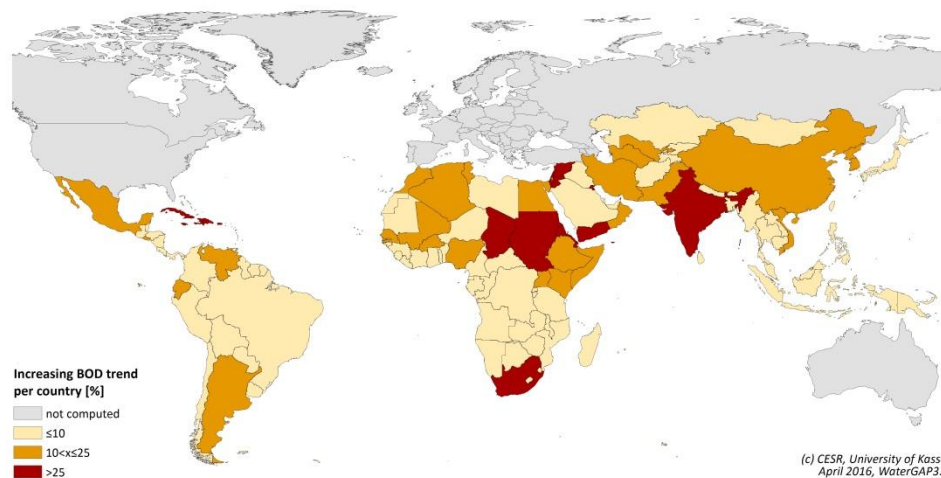 Increasing BOD trend
per country [%]
not computed
≤10
10<x≤25
>25
(c) CESR, University of Kass
April 2016, WaterGAP3.